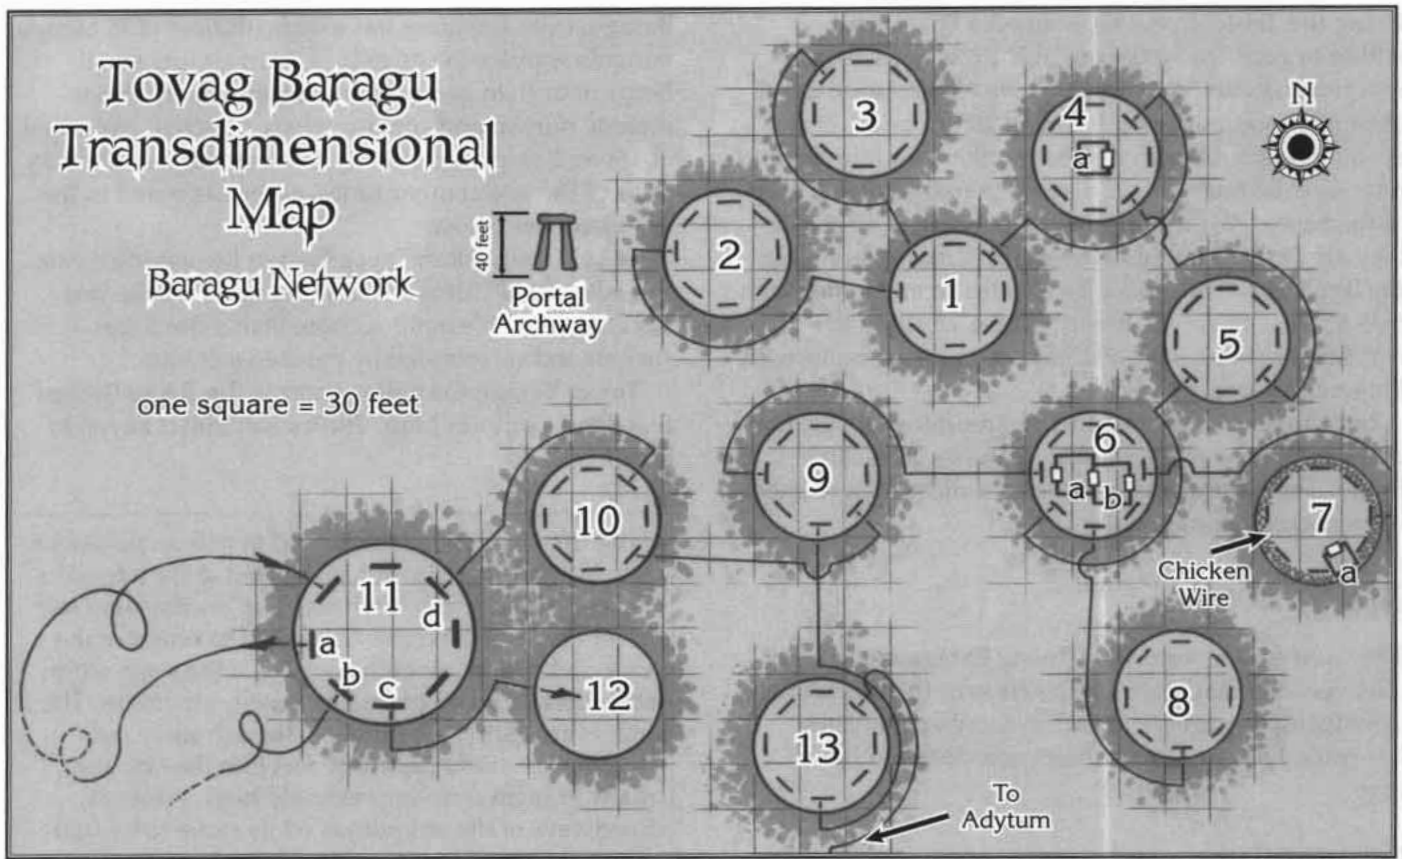 Tovag Baragu
Transdimensional
Map
Baragu Network
40 feet
Portal
Archway
one square = 30 feet
N
3
4
a
2
1
5
6
a
b
9
7
a
Chicken
Wire
10
11
a
b
c
d
12
8
13
To
Adytum